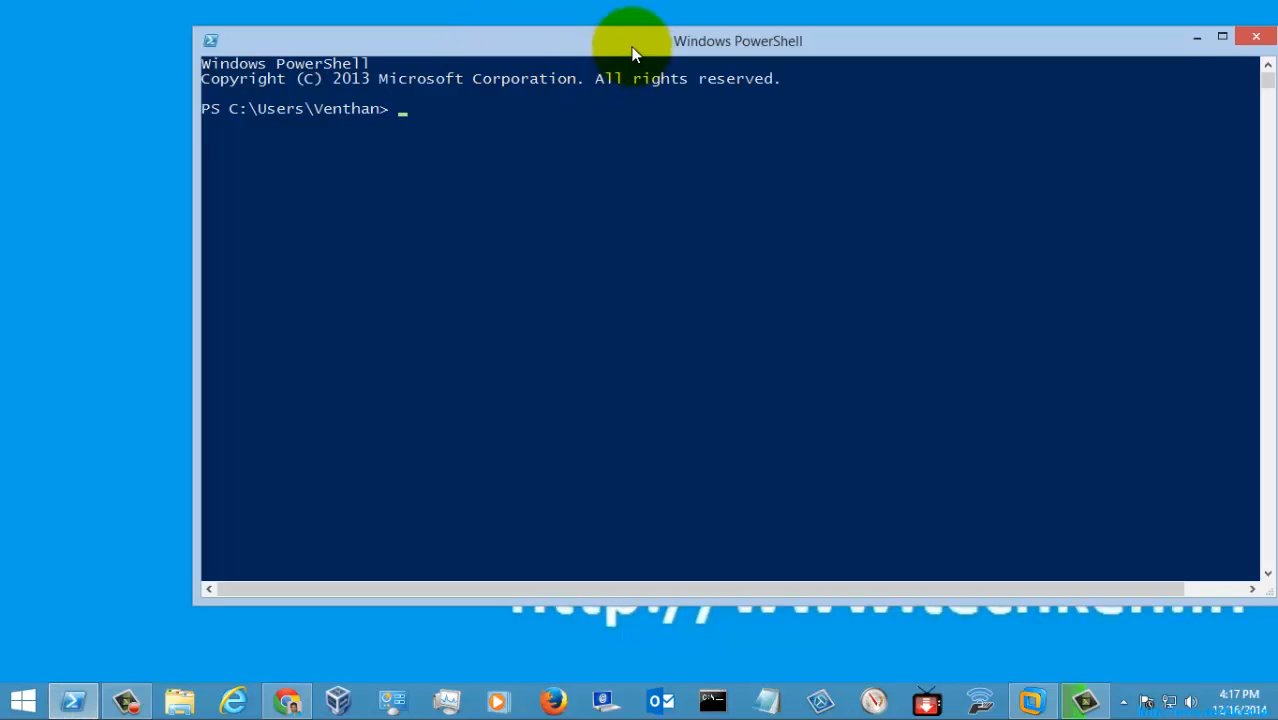 Windows PowerShell
Windows PowerShell
Copyright (C) 2013 Microsoft Corporation. All rights reserved.
PS C:\Users\Venthan>
4:17 PM
12/16/2014